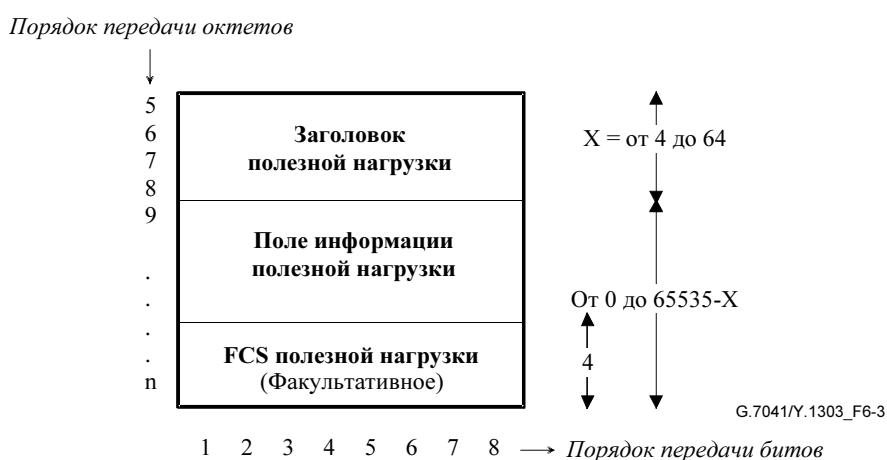 Порядок передачи октетов
5
6
7
8
9
.
.
.
.
n
Заголовок
полезной нагрузки
X = от 4 до 64
Поле информации
полезной нагрузки
От 0 до 65535-X
FCS полезной нагрузки
(Факультативное)
4
G.7041/Y.1303_F6-3
1 2 3 4 5 6 7 8
Порядок передачи битов